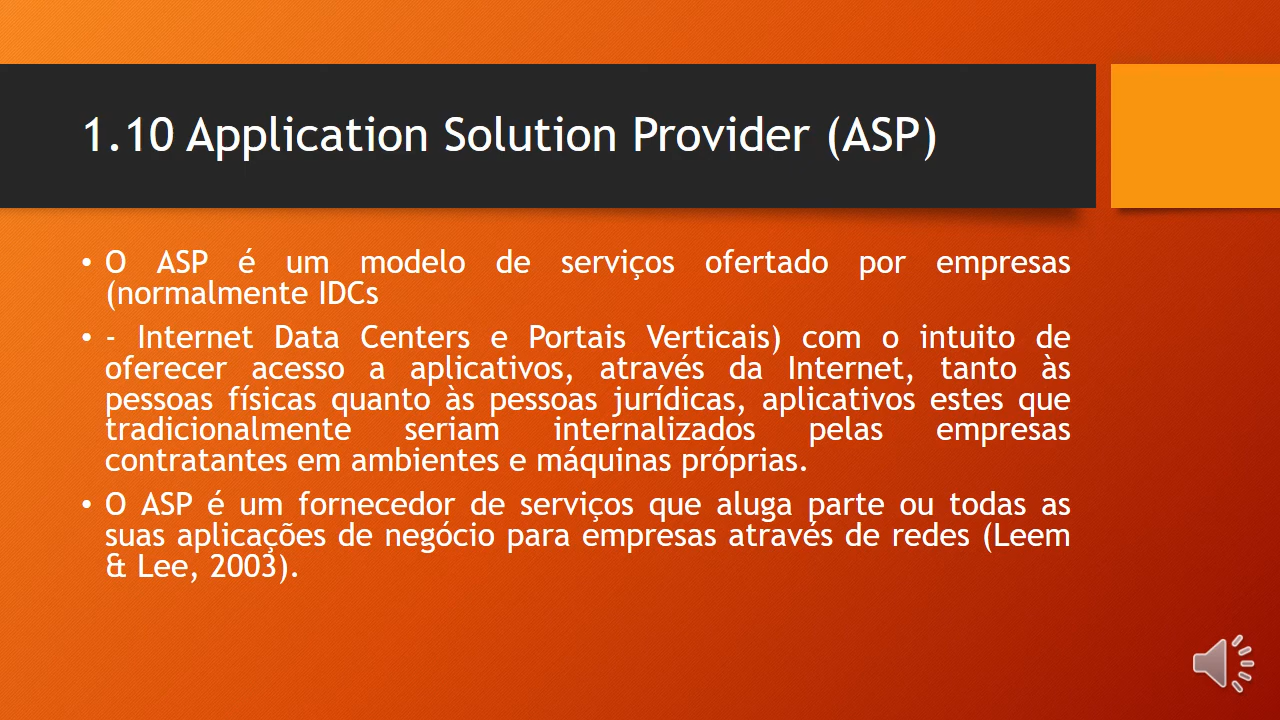 1.10 Application Solution Provider (ASP)
• O ASP é um modelo de serviços ofertado por empresas
(normalmente IDCs
• - Internet Data Centers e Portais Verticais) com o intuito de
oferecer acesso a aplicativos, através da Internet, tanto às
pessoas físicas quanto às pessoas jurídicas, aplicativos estes que
tradicionalmente seriam internalizados pelas empresas
contratantes em ambientes e máquinas próprias.
• O ASP é um fornecedor de serviços que aluga parte ou todas as
suas aplicações de negócio para empresas através de redes (Leem
& Lee, 2003).